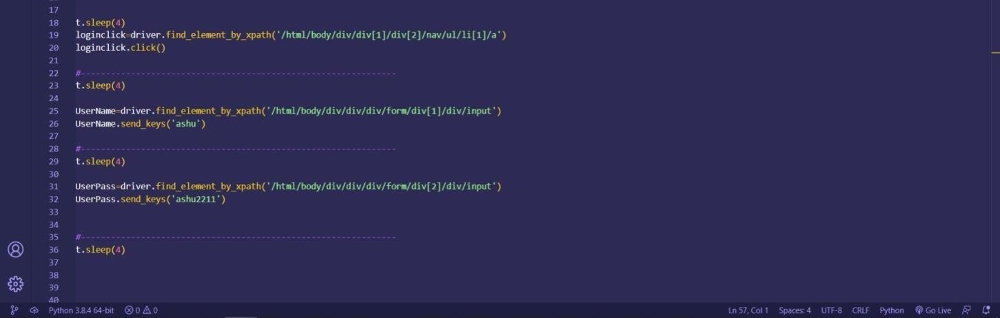 17
18 t.sleep(4)
19 loginclick=driver.find_element_by_xpath('/html/body/div/div[1]/div[2]/nav/ul/li[1]/a')
20 loginclick.click()
21
22 #---------------------------------------------------------------
23 t.sleep(4)
24
25 UserName=driver.find_element_by_xpath('/html/body/div/div/div/form/div[1]/div/input')
26 UserName.send_keys('ashu')
27
28 #---------------------------------------------------------------
29 t.sleep(4)
30
31 UserPass=driver.find_element_by_xpath('/html/body/div/div/div/form/div[2]/div/input')
32 UserPass.send_keys('ashu2211')
33
34
35 #---------------------------------------------------------------
36 t.sleep(4)
37
38
39
40
Python 3.8.4 64-bit 0 0 Ln 57, Col 1 Spaces: 4 UTF-8 CRLF Python Go Live